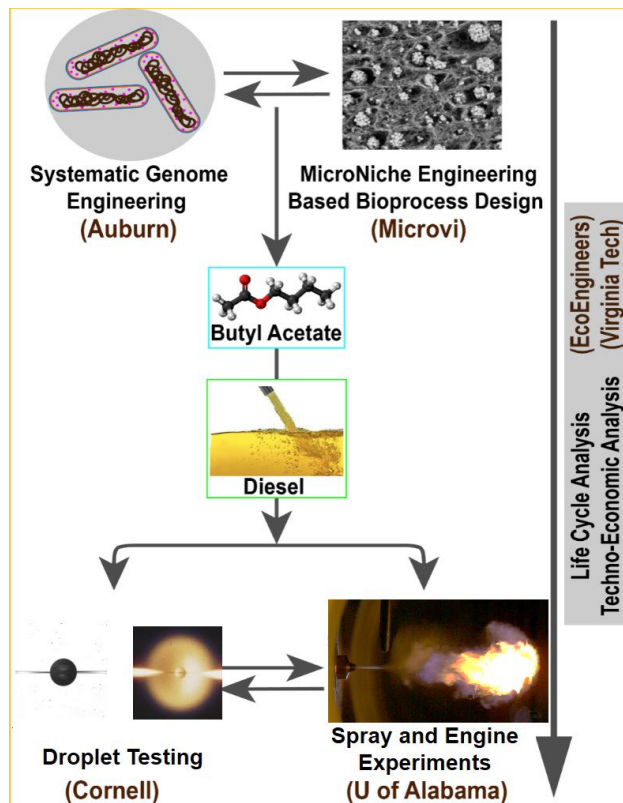 Systematic Genome
Engineering
(Auburn)
MicroNiche Engineering
Based Bioprocess Design
(Microvi)
Butyl Acetate
Diesel
Life Cycle Analysis
(EcoEngineers)
Techno-Economic Analysis
(Virginia Tech)
Droplet Testing
(Cornell)
Spray and Engine
Experiments
(U of Alabama)